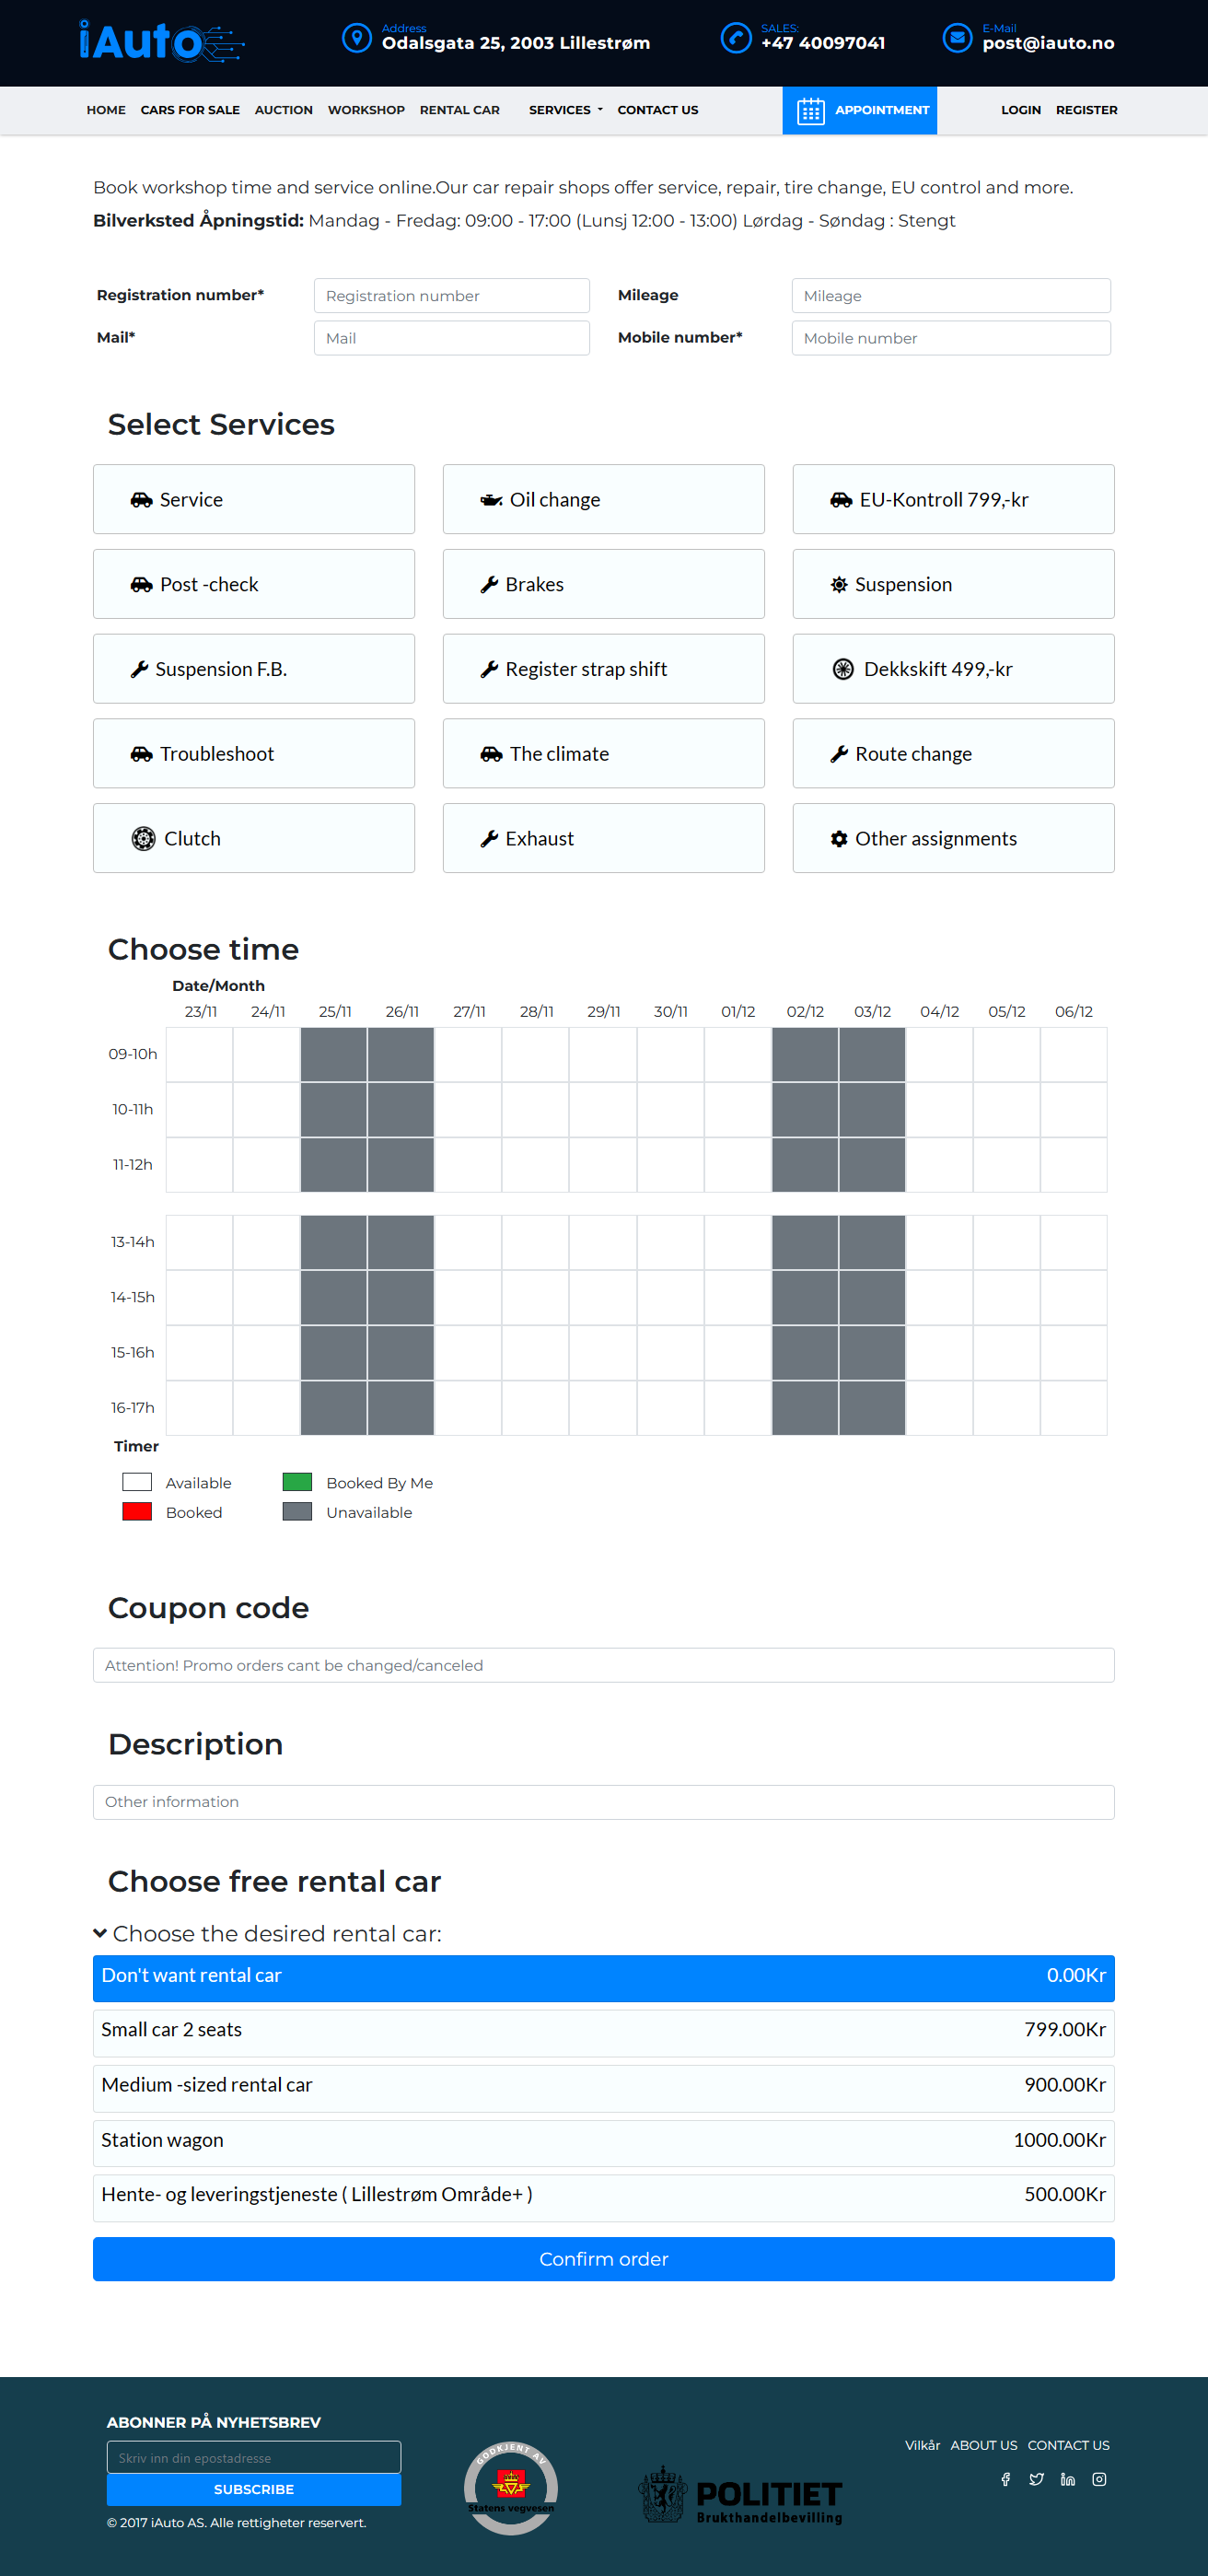 iAuto
Address
Odalsgata 25, 2003 Lillestrøm
SALES:
+47 40097041
E-Mail
post@iauto.no
HOME CARS FOR SALE AUCTION WORKSHOP RENTAL CAR SERVICES CONTACT US APPOINTMENT LOGIN REGISTER
Book workshop time and service online.Our car repair shops offer service, repair, tire change, EU control and more.
Bilverksted Åpningstid: Mandag - Fredag: 09:00 - 17:00 (Lunsj 12:00 - 13:00) Lørdag - Søndag : Stengt
Registration number* Registration number Mileage Mileage
Mail* Mail Mobile number* Mobile number
Select Services
Service Oil change EU-Kontroll 799,-kr
Post -check Brakes Suspension
Suspension F.B. Register strap shift Dekkskift 499,-kr
Troubleshoot The climate Route change
Clutch Exhaust Other assignments
Choose time
Date/Month
23/11 24/11 25/11 26/11 27/11 28/11 29/11 30/11 01/12 02/12 03/12 04/12 05/12 06/12
09-10h
10-11h
11-12h
13-14h
14-15h
15-16h
16-17h
Timer
Available Booked By Me
Booked Unavailable
Coupon code
Attention! Promo orders cant be changed/canceled
Description
Other information
Choose free rental car
Choose the desired rental car:
Don't want rental car 0.00Kr
Small car 2 seats 799.00Kr
Medium -sized rental car 900.00Kr
Station wagon 1000.00Kr
Hente- og leveringstjeneste ( Lillestrøm Område+ ) 500.00Kr
Confirm order
ABONNER PÅ NYHETSBREV
Skriv inn din epostadresse
SUBSCRIBE
© 2017 iAuto AS. Alle rettigheter reservert.
GODKJENT AV
Statens vegvesen
POLITIET
Brukthandelbevilling
Vilkår ABOUT US CONTACT US